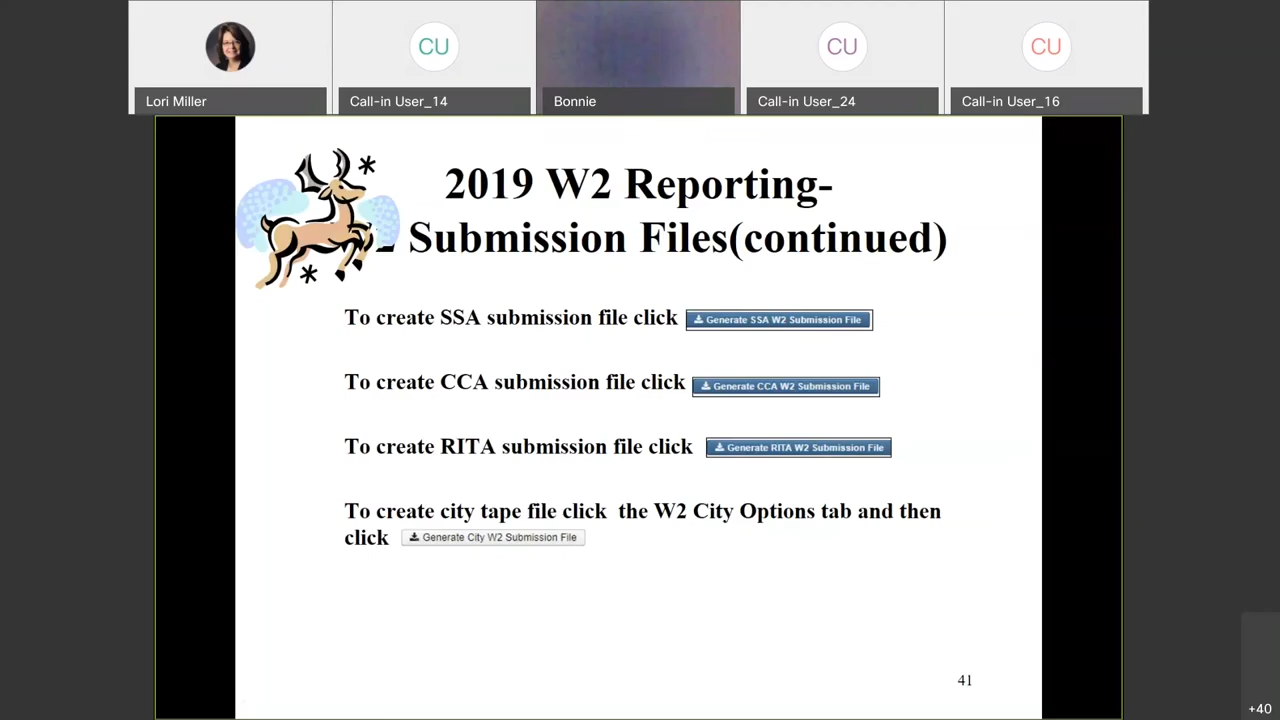 CU
CU
CU
Lori Miller
Call-in User_14
Bonnie
Call-in User_24
Call-in User_16
2019 W2 Reporting-
Submission Files(continued)
To create SSA submission file click Generate SSA W2 Submission File
To create CCA submission file click Generate CCA W2 Submission File
To create RITA submission file click Generate RITA W2 Submission File
To create city tape file click the W2 City Options tab and then
click Generate City W2 Submission File
41
+40